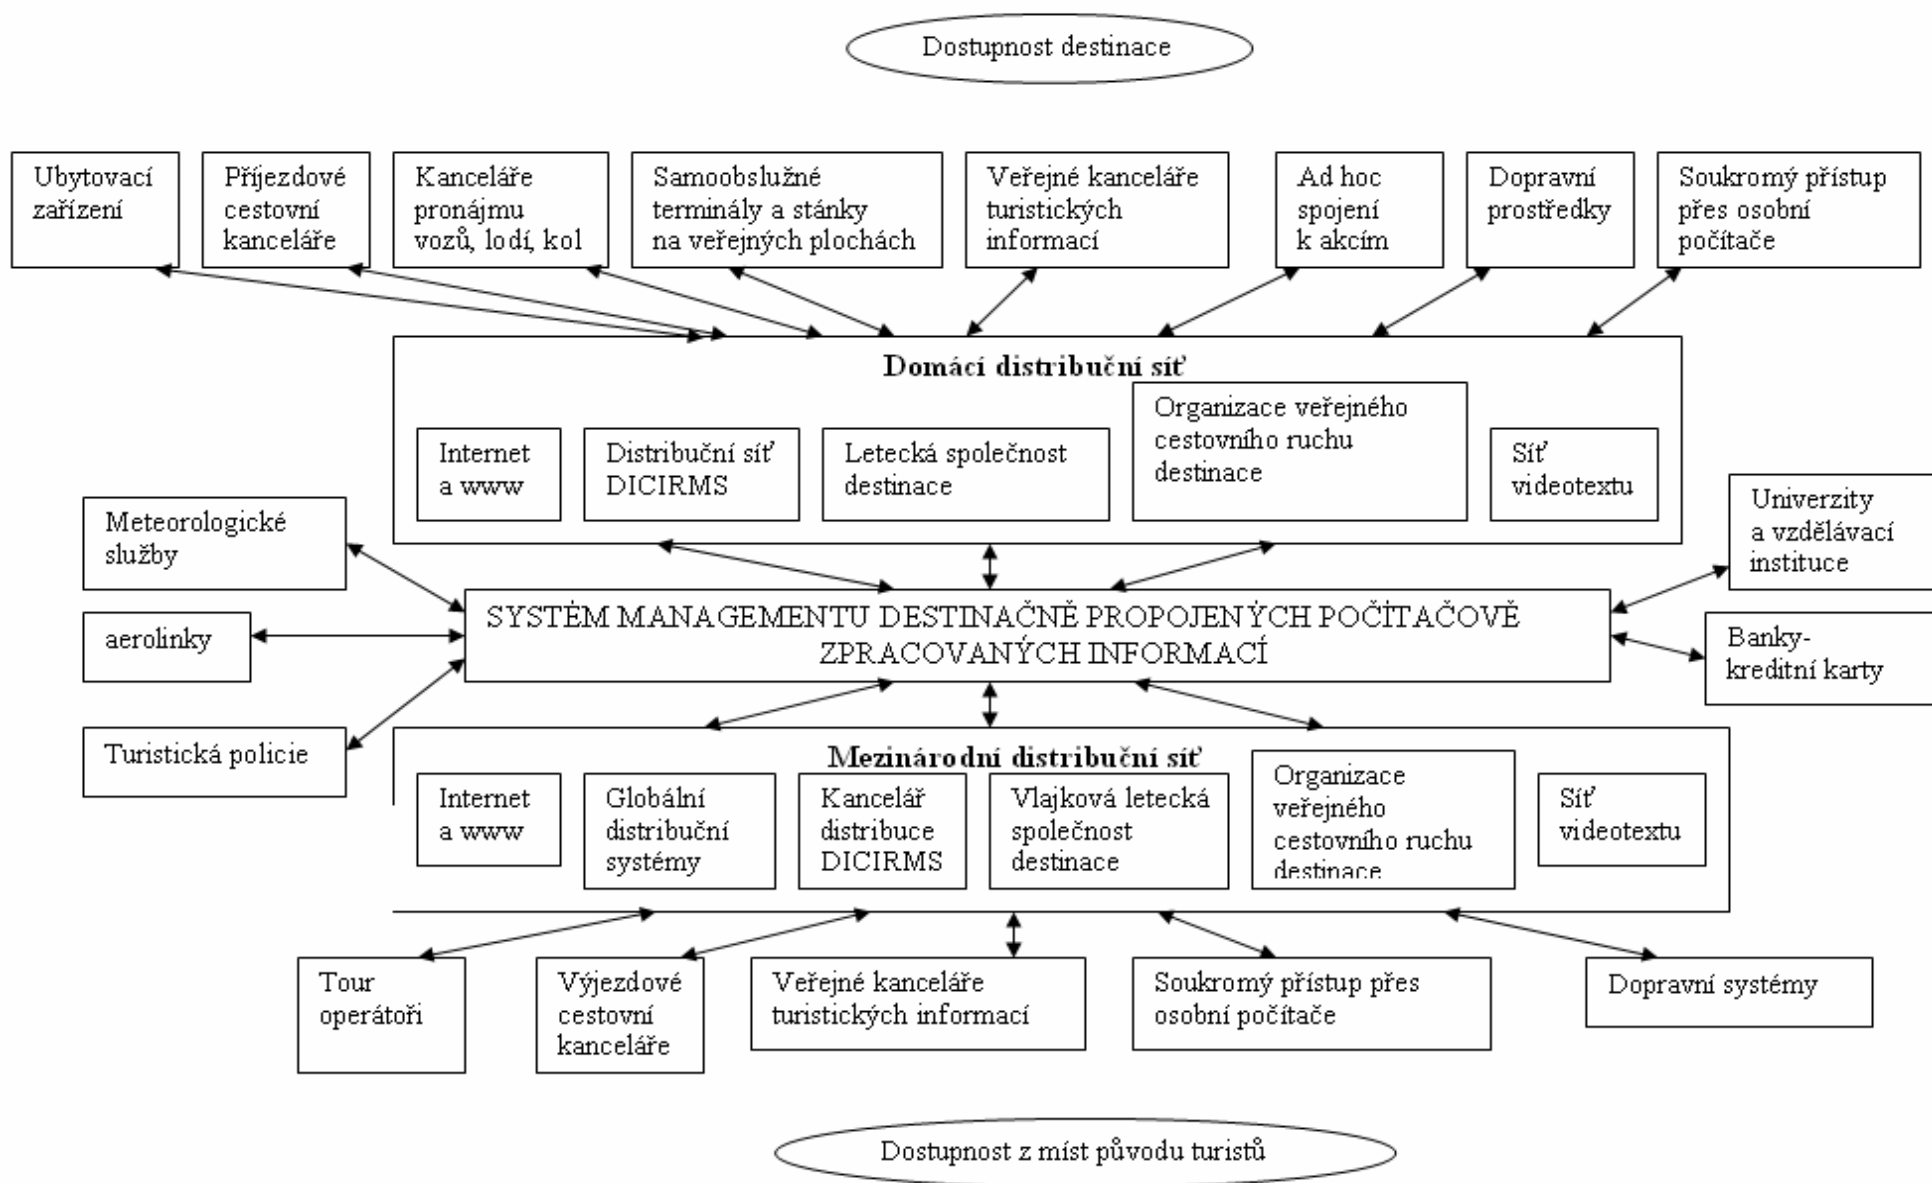 Dostupnost destinace
Ubytovací
zařízení
Příjezdové
cestovní
kanceláře
Kanceláře
pronájmu
vozů, lodí, kol
Samoobslužné
terminály a stánky
na veřejných plochách
Veřejné kanceláře
turistických
informací
Ad hoc
spojení
k akcím
Dopravní
prostředky
Soukromý přístup
přes osobní
počítače
Domácí distribuční síť
Internet
a www
Distribuční síť
DICIRMS
Letecká společnost
destinace
Organizace veřejného
cestovního ruchu
destinace
Síť
videotextu
Meteorologické
služby
aerolinky
Turistická policie
SYSTÉM MANAGEMENTU DESTINAČNĚ PROPOJENÝCH POČÍTAČOVĚ
ZPRACOVANÝCH INFORMACÍ
Univerzity
a vzdělávací
instituce
Banky-
kreditní karty
Mezinárodní distribuční síť
Internet
a www
Globální
distribuční
systémy
Kancelář
distribuce
DICIRMS
Vlajková letecká
společnost
destinace
Organizace
veřejného
cestovního ruchu
destinace
Síť
videotextu
Tour
operátoři
Výjezdové
cestovní
kanceláře
Veřejné kanceláře
turistických informací
Soukromý přístup přes
osobní počítače
Dopravní systémy
Dostupnost z míst původu turistů